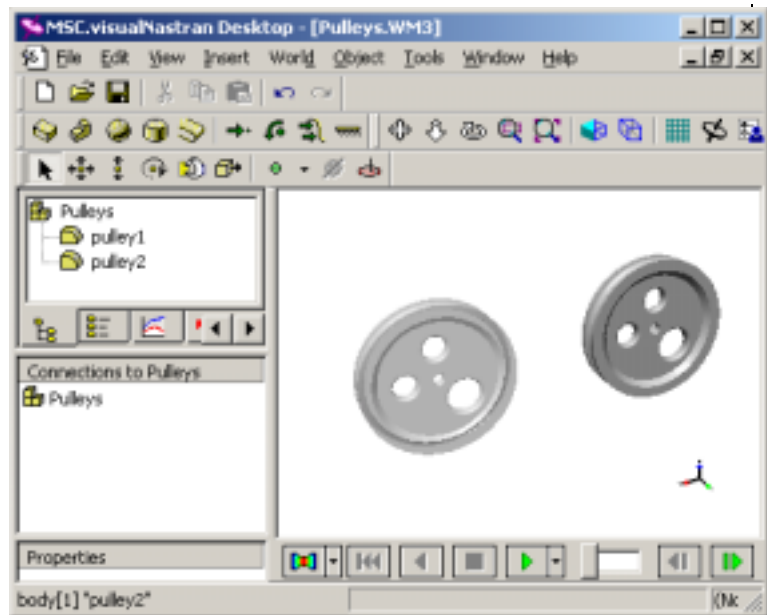 MSC.visualNastran Desktop - [Pulleys.WM3]
File Edit View Insert World Object Tools Window Help
Pulleys
pulley1
pulley2
Connections to Pulleys
Pulleys
Properties
body[1] "pulley2"